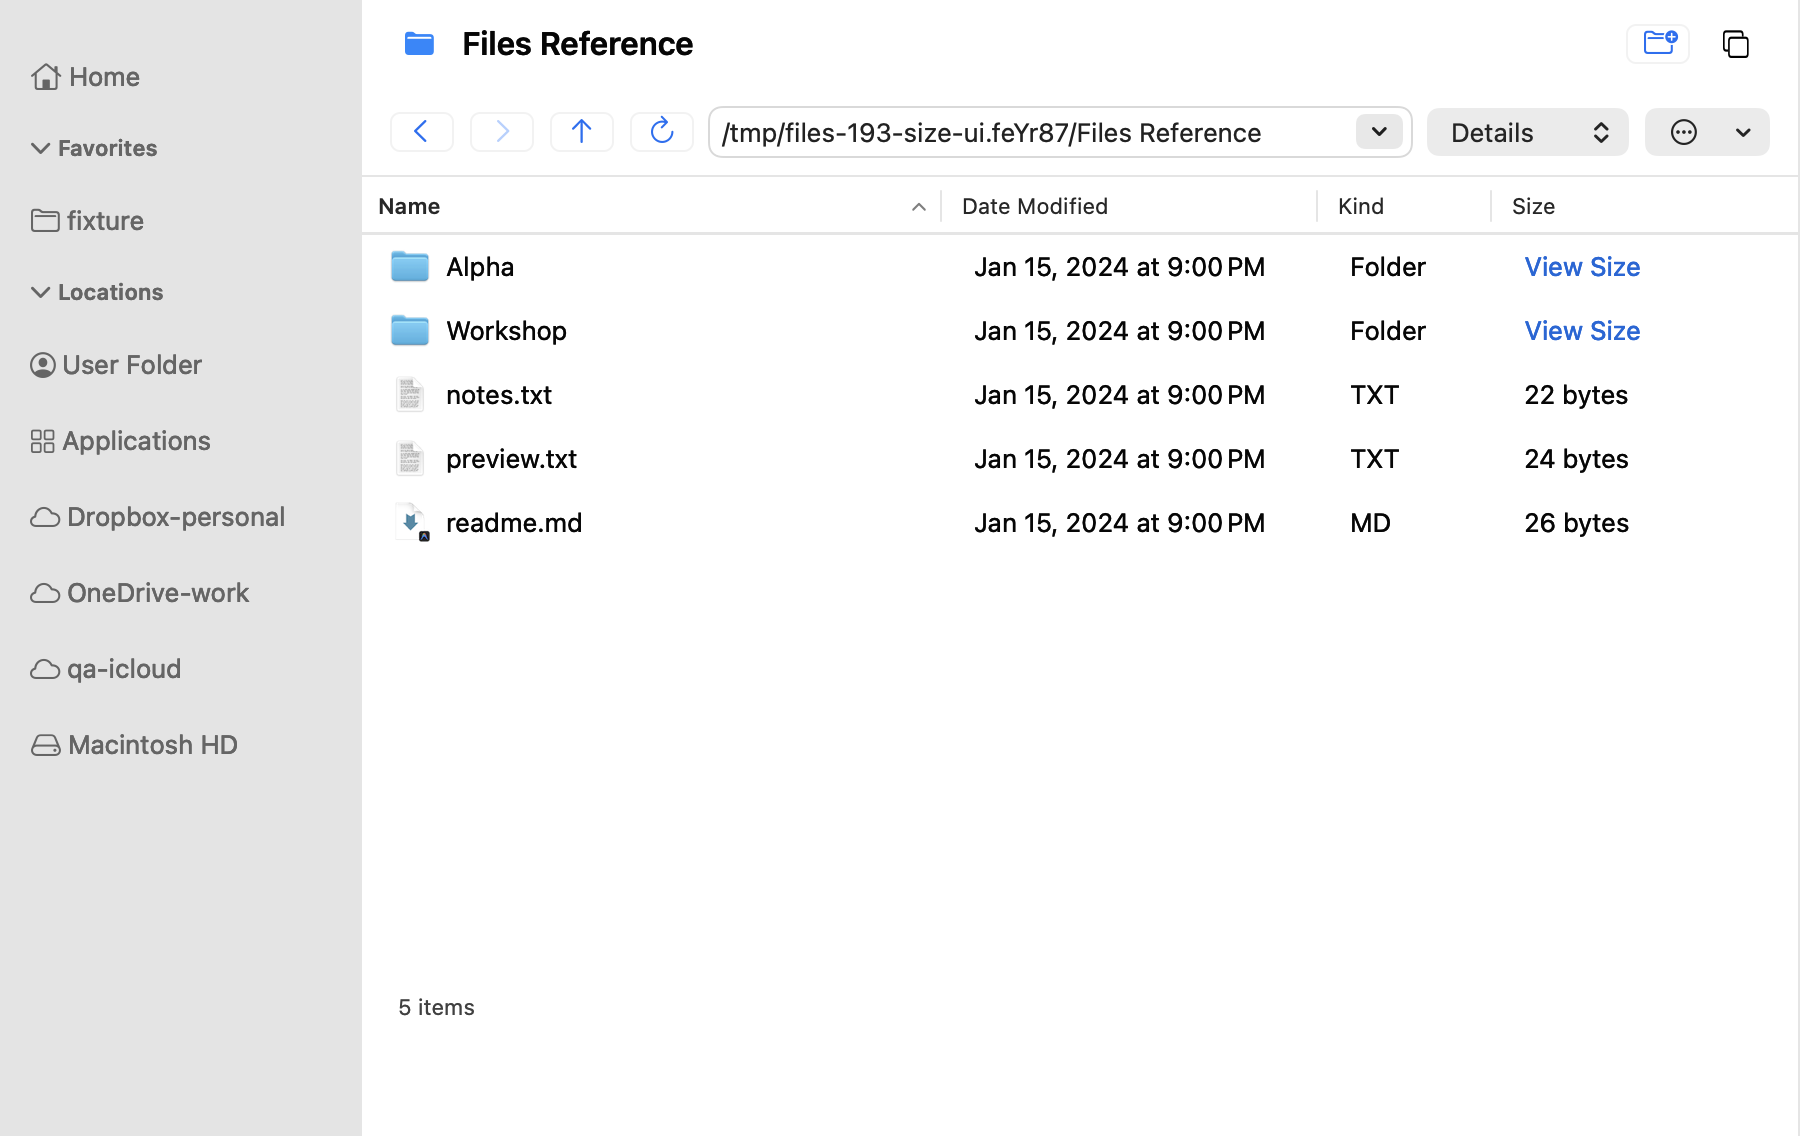 Files Reference
Home
Favorites
fixture
Locations
User Folder
Applications
Dropbox-personal
OneDrive-work
qa-icloud
Macintosh HD
/tmp/files-193-size-ui.feYr87/Files Reference
Details
Name Date Modified Kind Size
Alpha Jan 15, 2024 at 9:00 PM Folder View Size
Workshop Jan 15, 2024 at 9:00 PM Folder View Size
notes.txt Jan 15, 2024 at 9:00 PM TXT 22 bytes
preview.txt Jan 15, 2024 at 9:00 PM TXT 24 bytes
readme.md Jan 15, 2024 at 9:00 PM MD 26 bytes
5 items